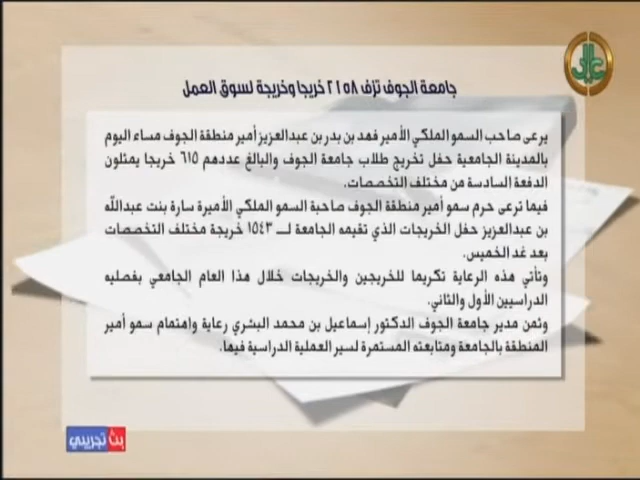 جامعة الجوف تزف ٢١٥٨ خريجا وخريجة لسوق العمل
يرعى صاحب السمو الملكي الأمير فهد بن بدر بن عبدالعزيز أمير منطقة الجوف مساء اليوم
بالمدينة الجامعية حفل تخريج طلاب جامعة الجوف والبالغ عددهم ٦١٥ خريجا يمثلون
الدفعة السادسة من مختلف التخصصات.
فيما ترعى حرم سمو أمير منطقة الجوف صاحبة السمو الملكي الأميرة سارة بنت عبدالله
بن عبدالعزيز حفل الخريجات الذي تقيمه الجامعة لـــ ١٥٤٣ خريجة مختلف التخصصات
بعد غد الخميس.
وتأتي هذه الرعاية تكريما للخريجين والخريجات خلال هذا العام الجامعي بفصليه
الدراسيين الأول والثاني.
وثمن مدير جامعة الجوف الدكتور إسماعيل بن محمد البشري رعاية واهتمام سمو أمير
المنطقة بالجامعة ومتابعته المستمرة لسير العملية الدراسية فيها.
بث تجريبي